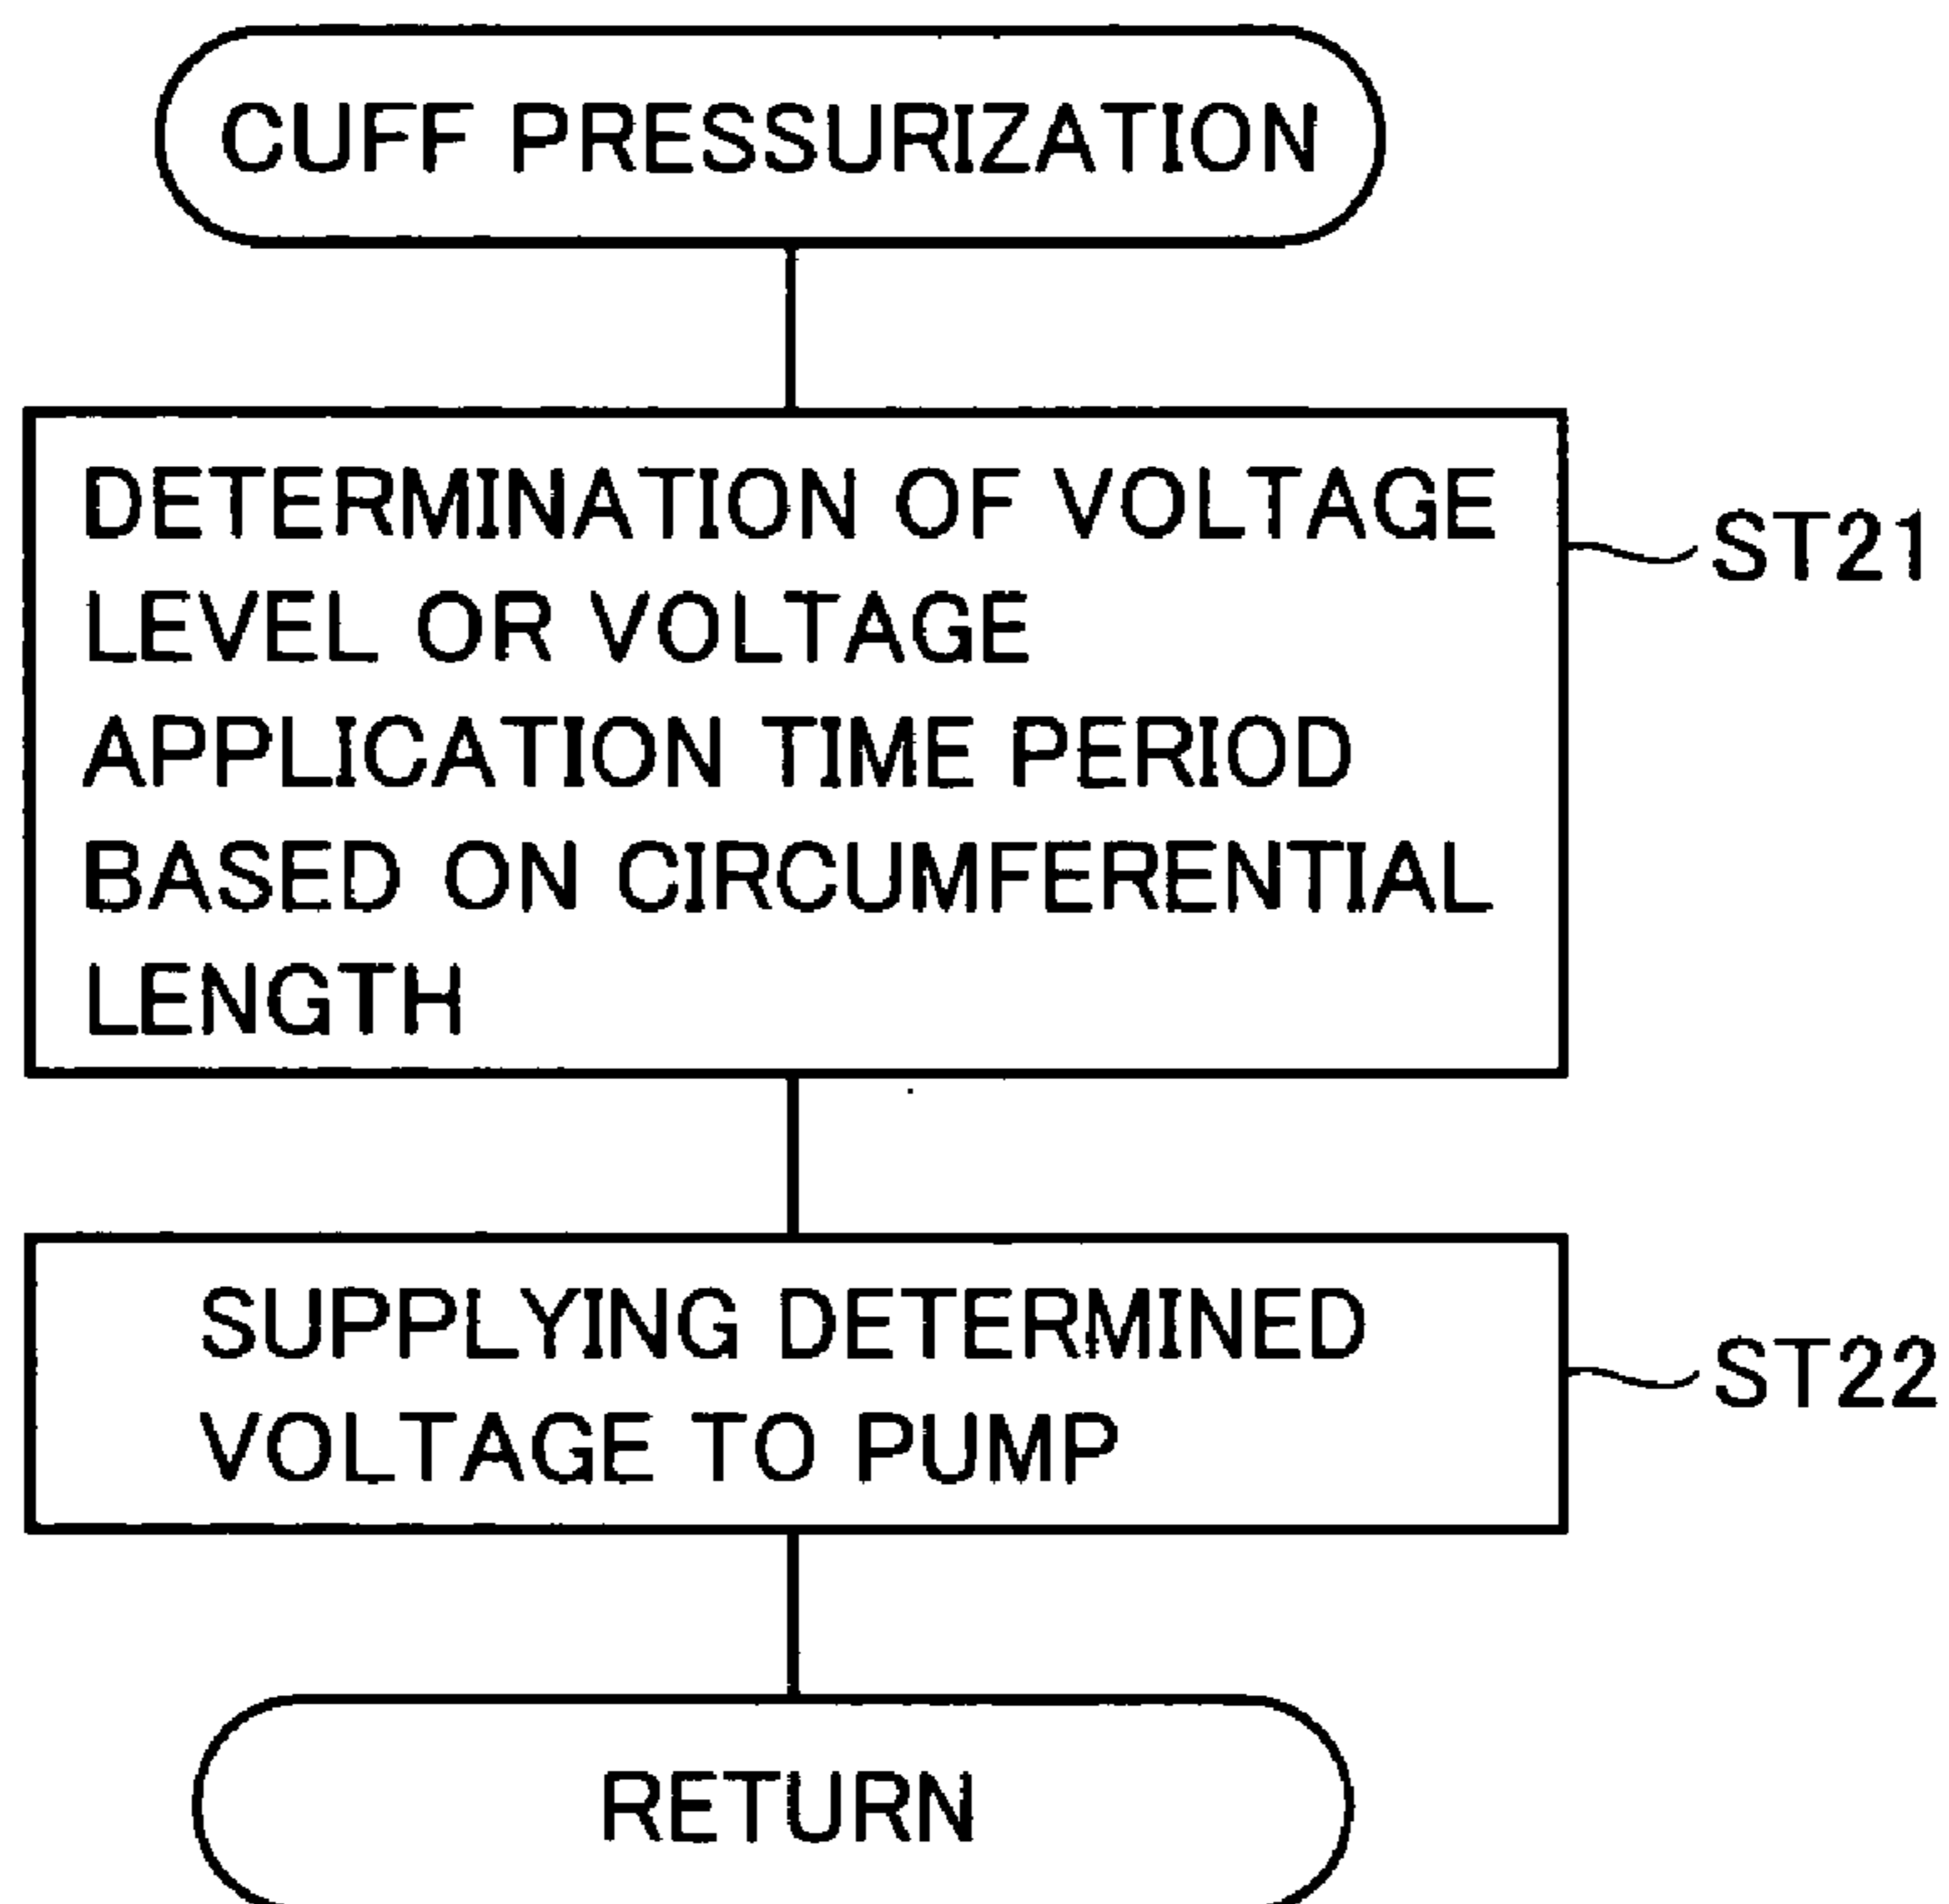 CUFF PRESSURIZATION
DETERMINATION OF VOLTAGE
LEVEL OR VOLTAGE
APPLICATION TIME PERIOD
BASED ON CIRCUMFERENTIAL
LENGTH
ST21
SUPPLYING DETERMINED
VOLTAGE TO PUMP
ST22
RETURN